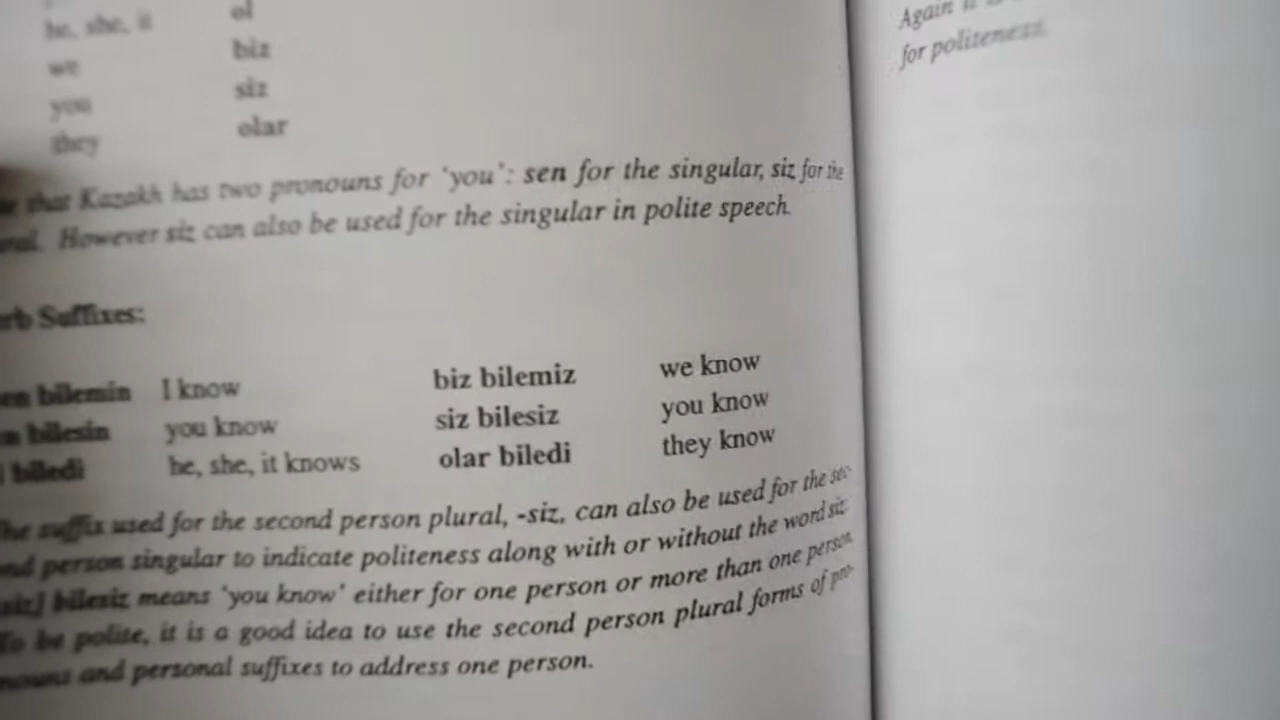 he, she, it ol
we biz
you siz
they olar
that Kazakh has two pronouns for 'you': sen for the singular, siz for the
However siz can also be used for the singular in polite speech.
Suffixes:
bilemin I know biz bilemiz we know
bilesin you know siz bilesiz you know
biledi he, she, it knows olar biledi they know
The suffix used for the second person plural, -siz, can also be used for the sec-
person singular to indicate politeness along with or without the word siz.
bilesiz means 'you know' either for one person or more than one person.
To be polite, it is a good idea to use the second person plural forms of pro-
nouns and personal suffixes to address one person.
Again it is
for politeness.